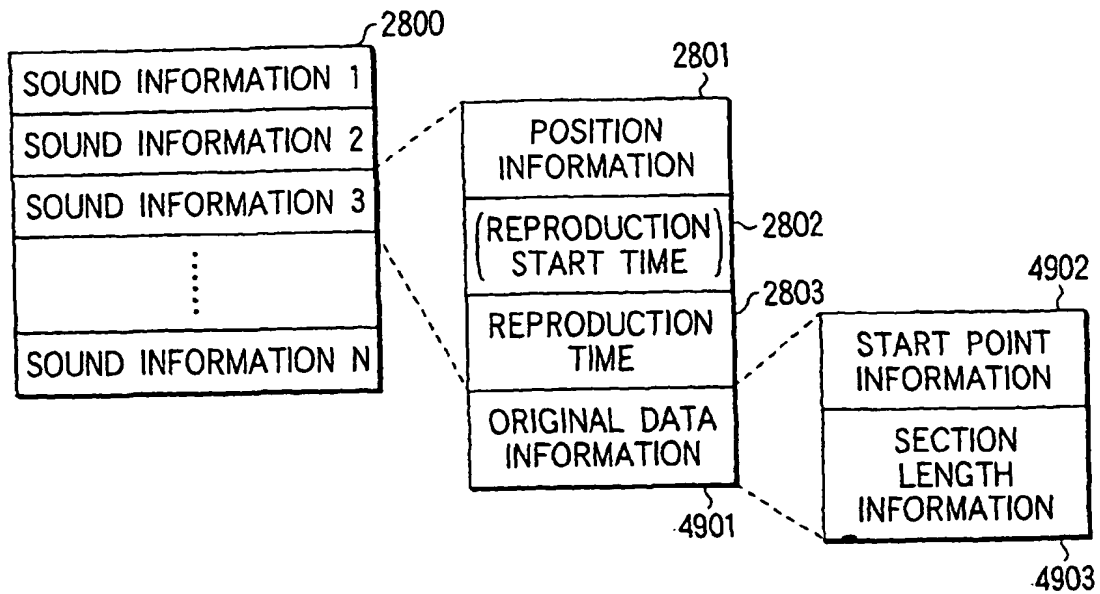 2800
SOUND INFORMATION 1
SOUND INFORMATION 2
SOUND INFORMATION 3
SOUND INFORMATION N
2801
POSITION
INFORMATION
(REPRODUCTION
START TIME)
2802
2803
REPRODUCTION
TIME
ORIGINAL DATA
INFORMATION
4901
4902
START POINT
INFORMATION
SECTION
LENGTH
INFORMATION
4903